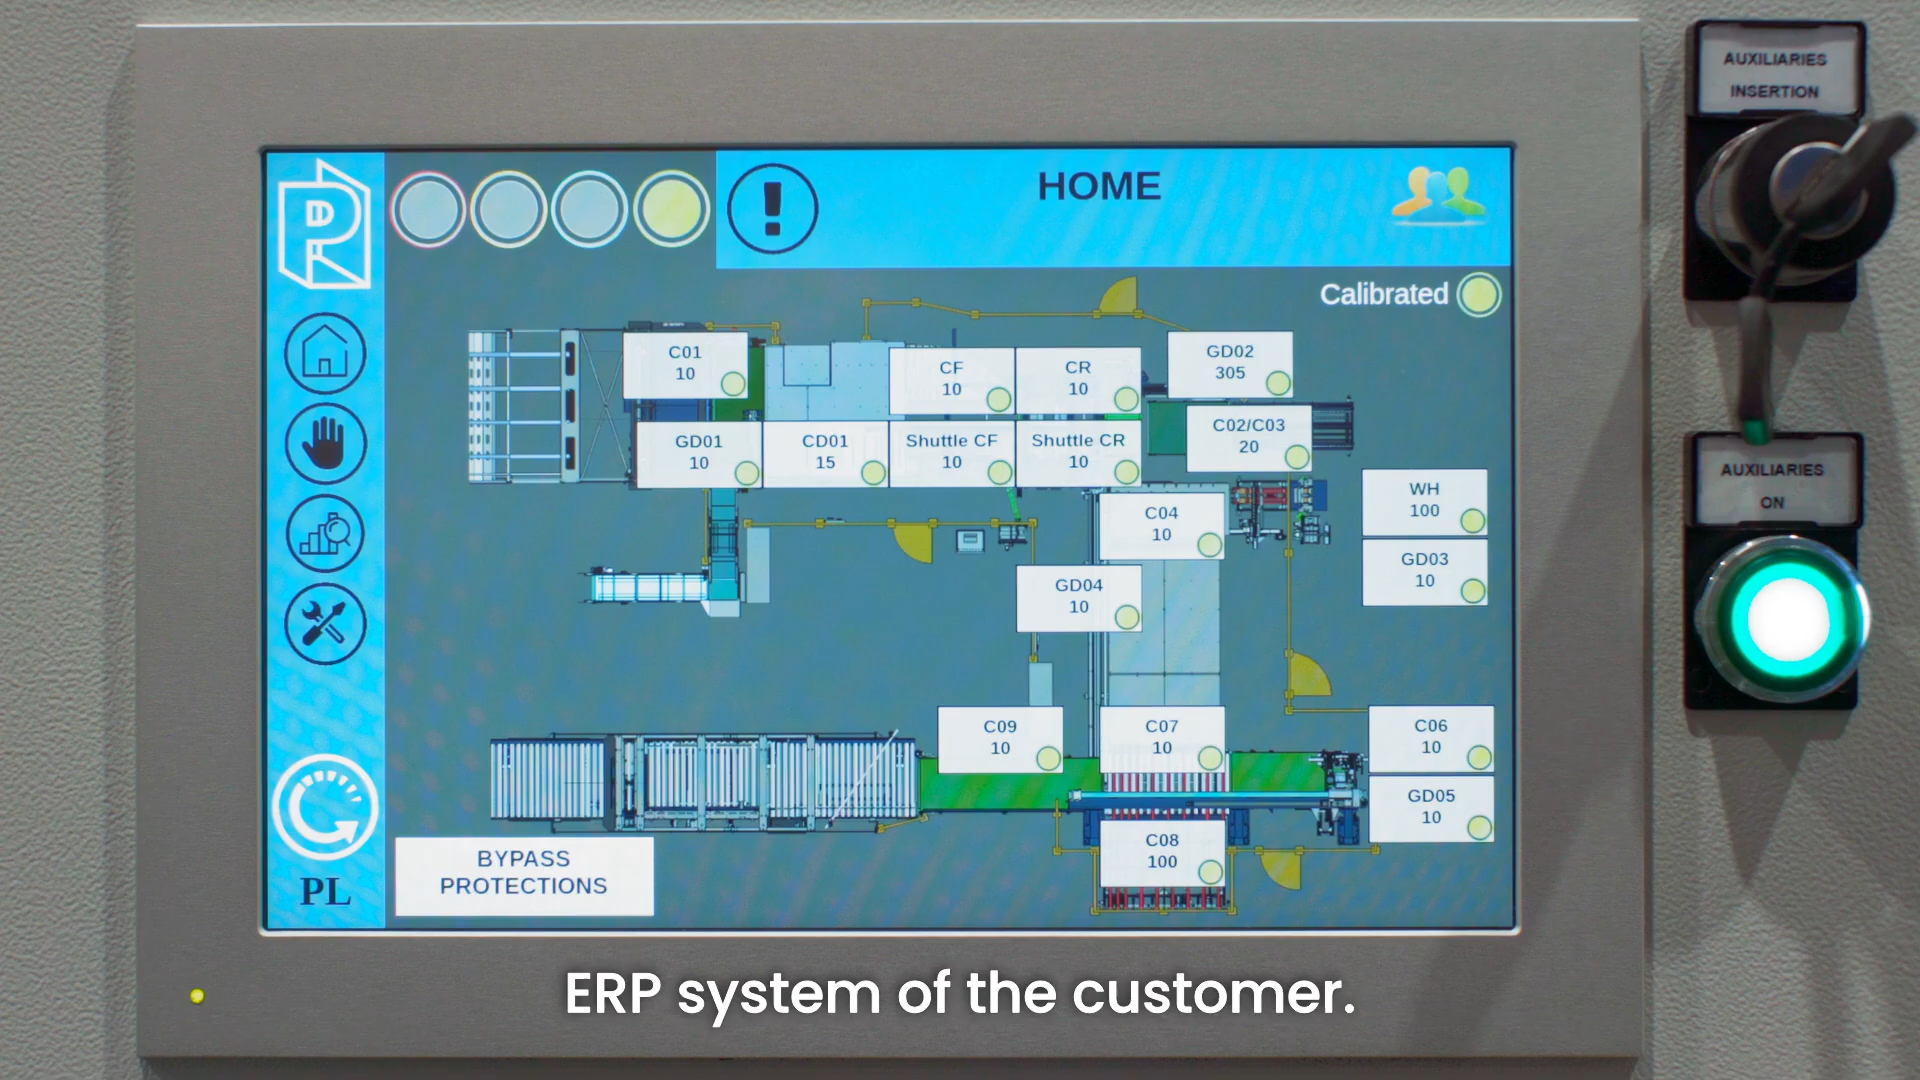 AUXILIARIES
INSERTION
HOME
Calibrated
C01
10
CF
10
CR
10
GD02
305
GD01
10
CD01
15
Shuttle CF
10
Shuttle CR
10
C02/C03
20
WH
100
C04
10
GD03
10
GD04
10
AUXILIARIES
ON
C09
10
C07
10
C06
10
GD05
10
C08
100
BYPASS
PROTECTIONS
PL
ERP system of the customer.